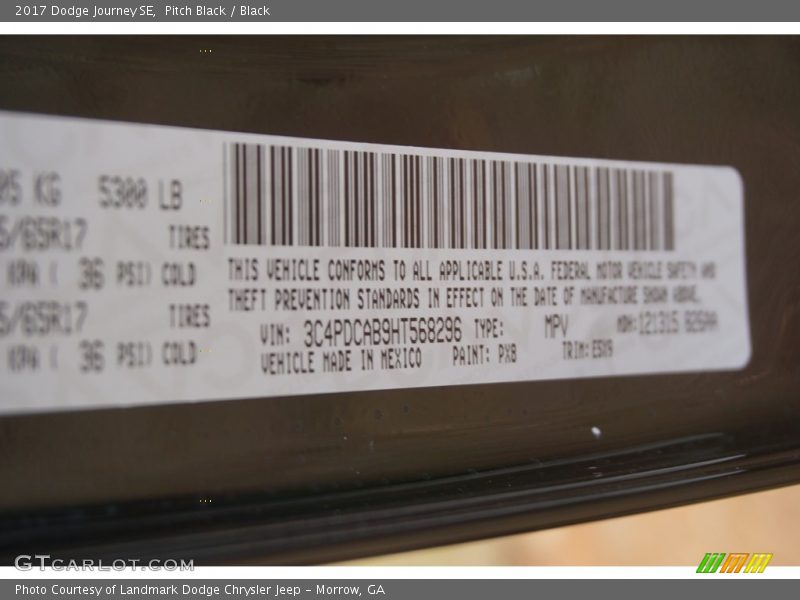 2017 Dodge Journey SE, Pitch Black / Black
05 KG 5300 LB
5/65R17 TIRES
KPA ( 36 PSI) COLD
5/65R17 TIRES
KPA ( 36 PSI) COLD
THIS VEHICLE CONFORMS TO ALL APPLICABLE U.S.A. FEDERAL MOTOR VEHICLE SAFETY AND
THEFT PREVENTION STANDARDS IN EFFECT ON THE DATE OF MANUFACTURE SHOWN ABOVE.
VIN: 3C4PDCAB9HT568296 TYPE: MPV MDH:121315
VEHICLE MADE IN MEXICO PAINT: PX8 TRIM:
GTCARLOT.COM
Photo Courtesy of Landmark Dodge Chrysler Jeep - Morrow, GA